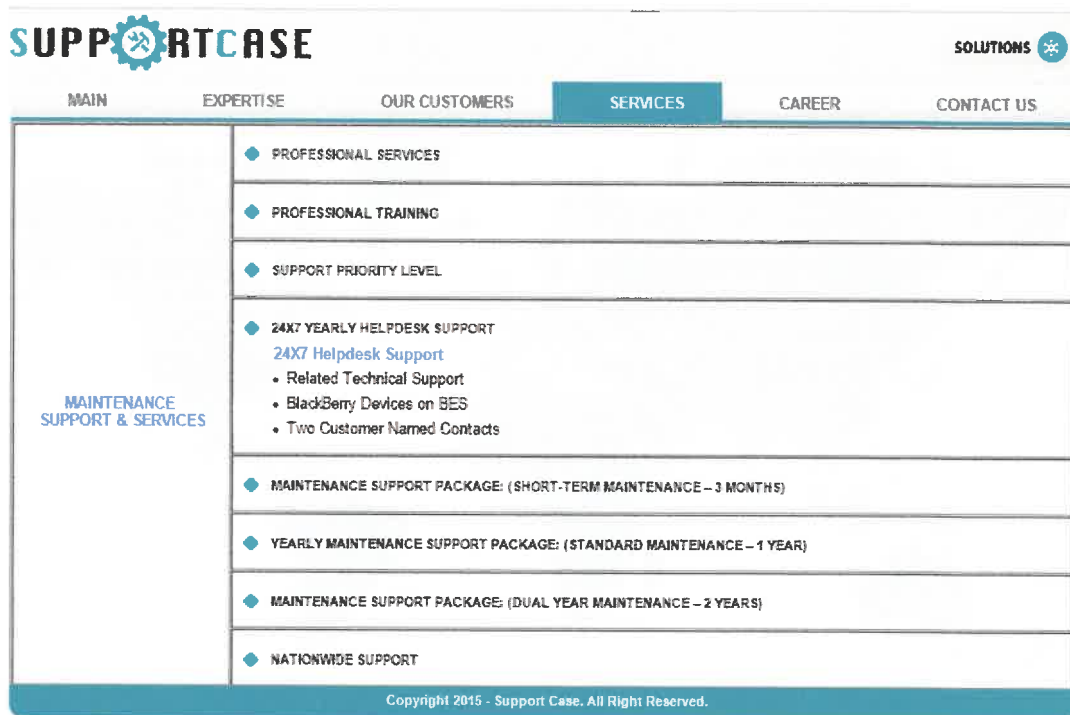 SUPPORTCASE
SOLUTIONS
MAIN EXPERTISE OUR CUSTOMERS SERVICES CAREER CONTACT US
MAINTENANCE
SUPPORT & SERVICES
PROFESSIONAL SERVICES
PROFESSIONAL TRAINING
SUPPORT PRIORITY LEVEL
24X7 YEARLY HELPDESK SUPPORT
24X7 Helpdesk Support
• Related Technical Support
• BlackBerry Devices on BES
• Two Customer Named Contacts
MAINTENANCE SUPPORT PACKAGE: (SHORT-TERM MAINTENANCE – 3 MONTHS)
YEARLY MAINTENANCE SUPPORT PACKAGE: (STANDARD MAINTENANCE – 1 YEAR)
MAINTENANCE SUPPORT PACKAGE: (DUAL YEAR MAINTENANCE – 2 YEARS)
NATIONWIDE SUPPORT
Copyright 2015 - Support Case. All Right Reserved.